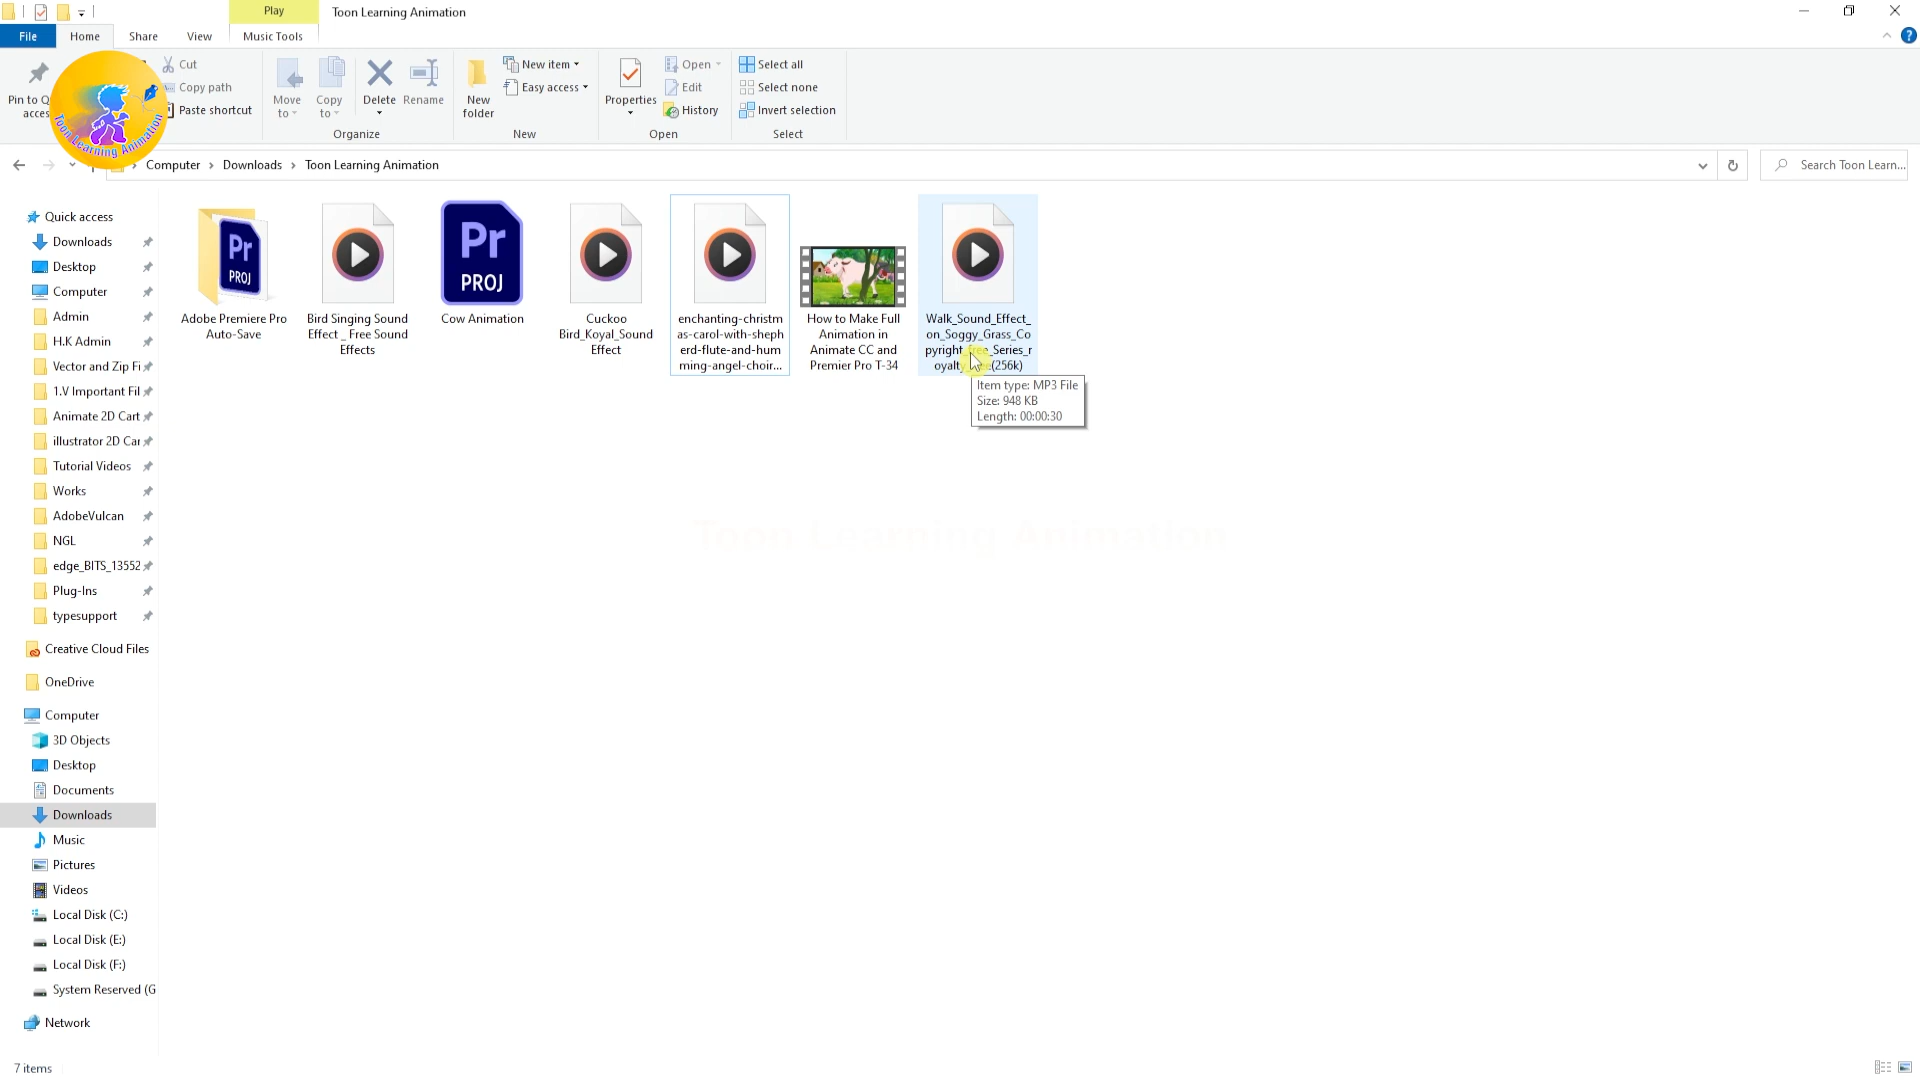 Play
Toon Learning Animation
File
Home
Share
View
Music Tools
Pin to Q
acces
Toon Learning Animation
Cut
Copy path
Paste shortcut
Move
to
Copy
to
Delete
Rename
Organize
New
folder
New item
Easy access
New
Properties
Open
Edit
History
Open
Select all
Select none
Invert selection
Select
Computer > Downloads > Toon Learning Animation
Search Toon Learn...
Quick access
Downloads
Desktop
Computer
Admin
H.K Admin
Vector and Zip Fi
1.V Important Fil
Animate 2D Cart
illustrator 2D Car
Tutorial Videos
Works
AdobeVulcan
NGL
edge_BITS_13552
Plug-Ins
typesupport
Creative Cloud Files
OneDrive
Computer
3D Objects
Desktop
Documents
Downloads
Music
Pictures
Videos
Local Disk (C:)
Local Disk (E:)
Local Disk (F:)
System Reserved (G
Network
Pr
PROJ
Adobe Premiere Pro
Auto-Save
Bird Singing Sound
Effect _ Free Sound
Effects
Pr
PROJ
Cow Animation
Cuckoo
Bird_Koyal_Sound
Effect
enchanting-christm
as-carol-with-sheph
erd-flute-and-hum
ming-angel-choir...
How to Make Full
Animation in
Animate CC and
Premier Pro T-34
Walk_Sound_Effect_
on_Soggy_Grass_Co
pyright_free_Series_r
oyalty (256k)
Item type: MP3 File
Size: 948 KB
Length: 00:00:30
Toon Learning Animation
7 items